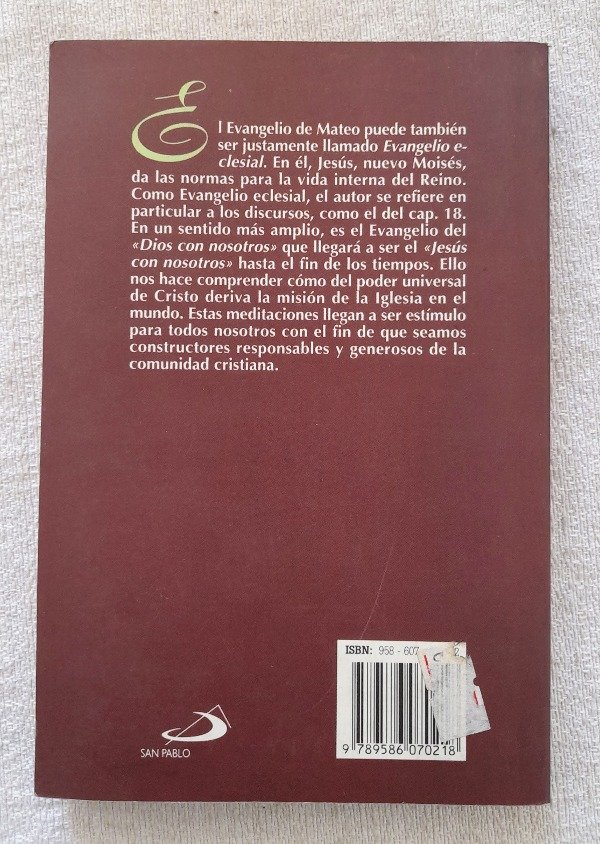 El Evangelio de Mateo puede también
ser justamente llamado Evangelio e-
clesial. En él, Jesús, nuevo Moisés,
da las normas para la vida interna del Reino.
Como Evangelio eclesial, el autor se refiere en
particular a los discursos, como el del cap. 18.
En un sentido más amplio, es el Evangelio del
«Dios con nosotros» que llegará a ser el «Jesús
con nosotros» hasta el fin de los tiempos. Ello
nos hace comprender cómo del poder universal
de Cristo deriva la misión de la Iglesia en el
mundo. Estas meditaciones llegan a ser estímulo
para todos nosotros con el fin de que seamos
constructores responsables y generosos de la
comunidad cristiana.
ISBN: 958 - 607
9 789586 070218
SAN PABLO